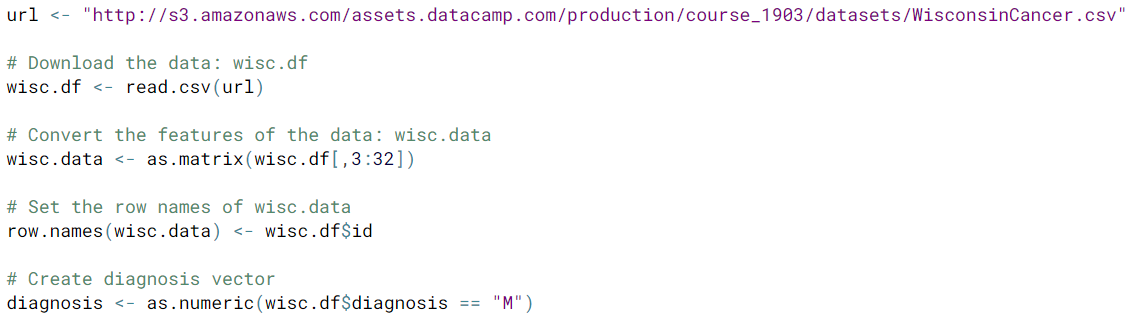 url <- "http://s3.amazonaws.com/assets.datacamp.com/production/course_1903/datasets/WisconsinCancer.csv"
# Download the data: wisc.df
wisc.df <- read.csv(url)
# Convert the features of the data: wisc.data
wisc.data <- as.matrix(wisc.df[,3:32])
# Set the row names of wisc.data
row.names(wisc.data) <- wisc.df$id
# Create diagnosis vector
diagnosis <- as.numeric(wisc.df$diagnosis == "M")